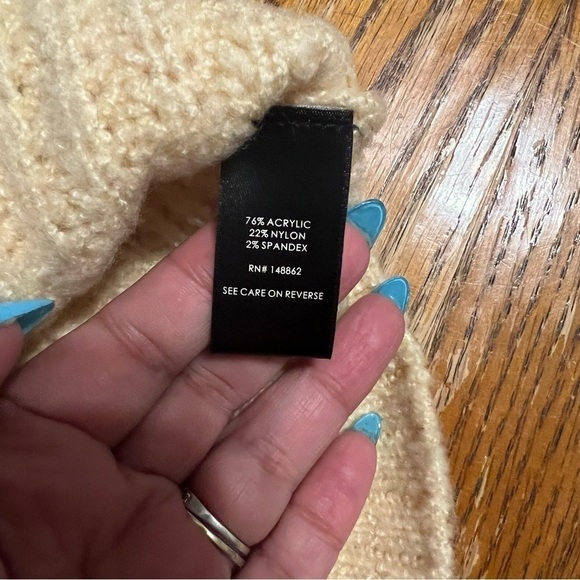 76% ACRYLIC
22% NYLON
2% SPANDEX
RN# 148862
SEE CARE ON REVERSE